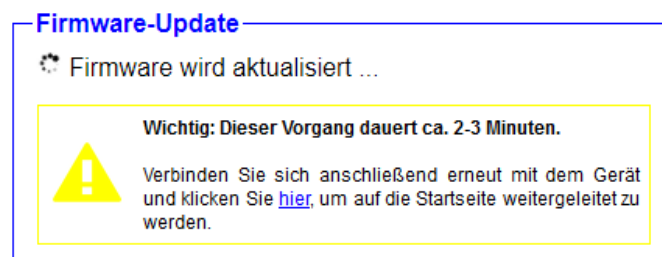 Firmware-Update
Firmware wird aktualisiert ...
Wichtig: Dieser Vorgang dauert ca. 2-3 Minuten.
Verbinden Sie sich anschließend erneut mit dem Gerät
und klicken Sie hier, um auf die Startseite weitergeleitet zu
werden.